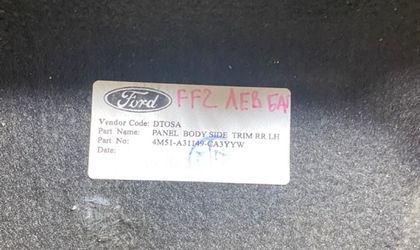 Ford FF2 ЛЕВ БАГ
Vendor Code: DTOSA
Part Name: PANEL BODY SIDE TRIM RR LH
Part No: 4M51-A31149-CA3YYW
Date: